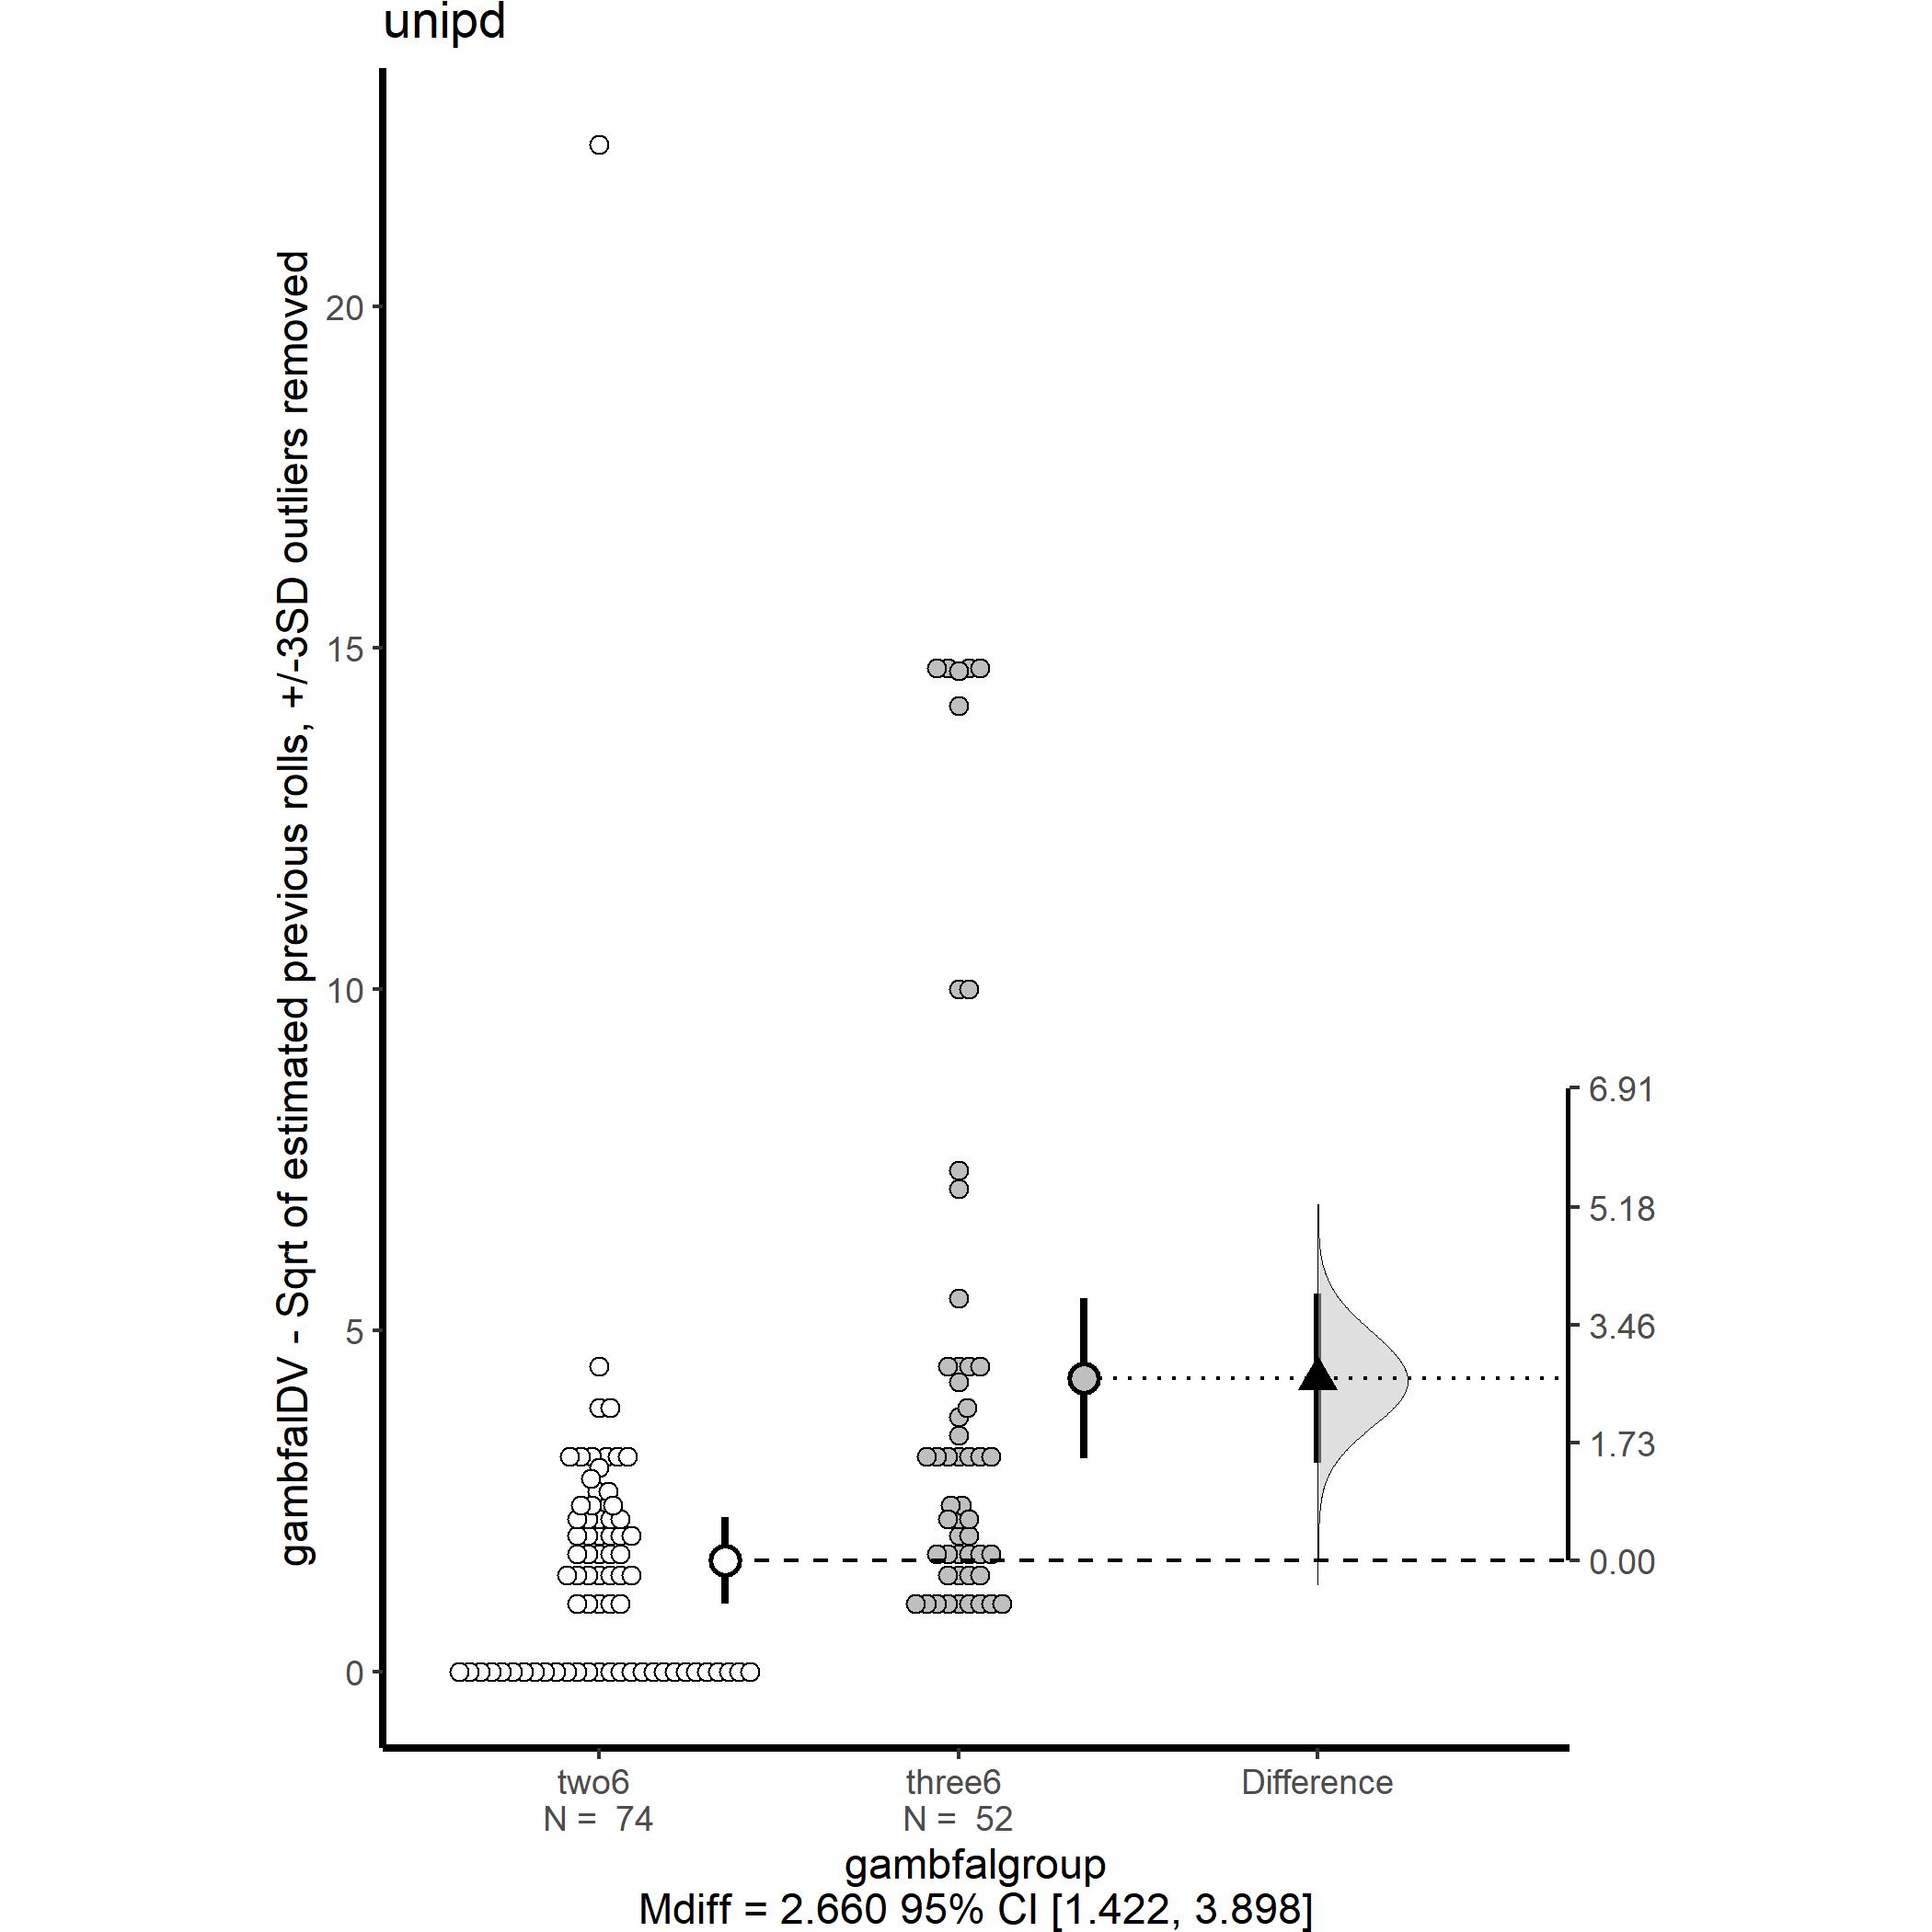 unipd
gambfalDV - Sqrt of estimated previous rolls, +/-3SD outliers removed
20
15
10
5
0
6.91
5.18
3.46
1.73
0.00
two6
N =  74
three6
N =  52
Difference
gambfalgroup
Mdiff = 2.660 95% CI [1.422, 3.898]